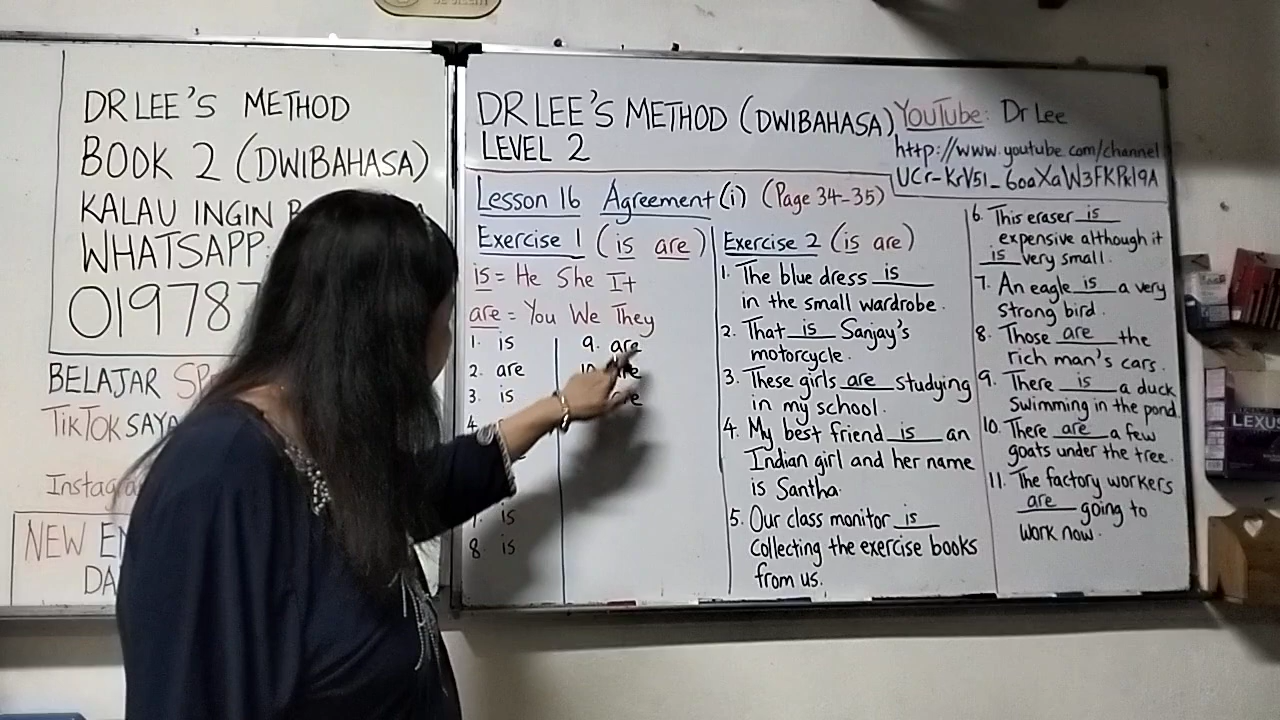 DR LEE'S METHOD
BOOK 2 (DWIBAHASA)
KALAU INGIN
WHATSAPP:
019787
BELAJAR
TikTok SAYA
NEW
DR LEE'S METHOD (DWIBAHASA)
LEVEL 2
YouTube: Dr Lee
http://www.youtube.com/channel
Lesson 16 Agreement (i) (Page 34-35)
Exercise 1 (is are)
is = He She It
are = You We They
1. is
2. are
3. is
4.
7. is
8. is
9. are
10. are
Exercise 2 (is are)
1. The blue dress is
in the small wardrobe.
2. That is Sanjay's
motorcycle.
3. These girls are studying
in my school.
4. My best friend is an
Indian girl and her name
is Santha.
5. Our class monitor is
collecting the exercise books
from us.
6. This eraser is
expensive although it
is very small.
7. An eagle is a very
strong bird.
8. Those are the
rich man's cars.
9. There is a duck
Swimming in the pond.
10. There are a few
goats under the tree.
11. The factory workers
are going to
work now.
LEXUS